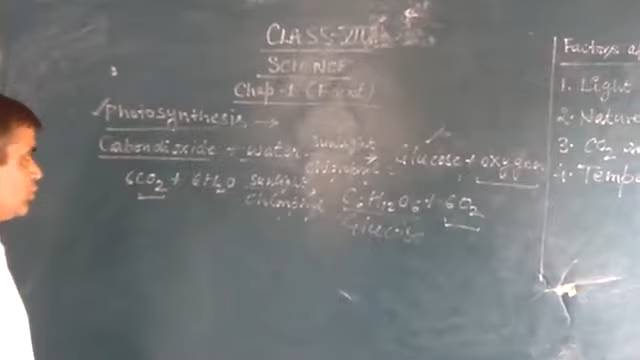 CLASS-VII
SCIENCE
Chap-1 (Food)
Photosynthesis →
Carbondioxide + water sunlight
chlorophyll Glucose + oxygen
6CO2 + 6H2O sunlight
chlorophyll C6H12O6 + 6O2
Glucose
Factors
1. Light
2. Nature
3. CO2
4. Tempe